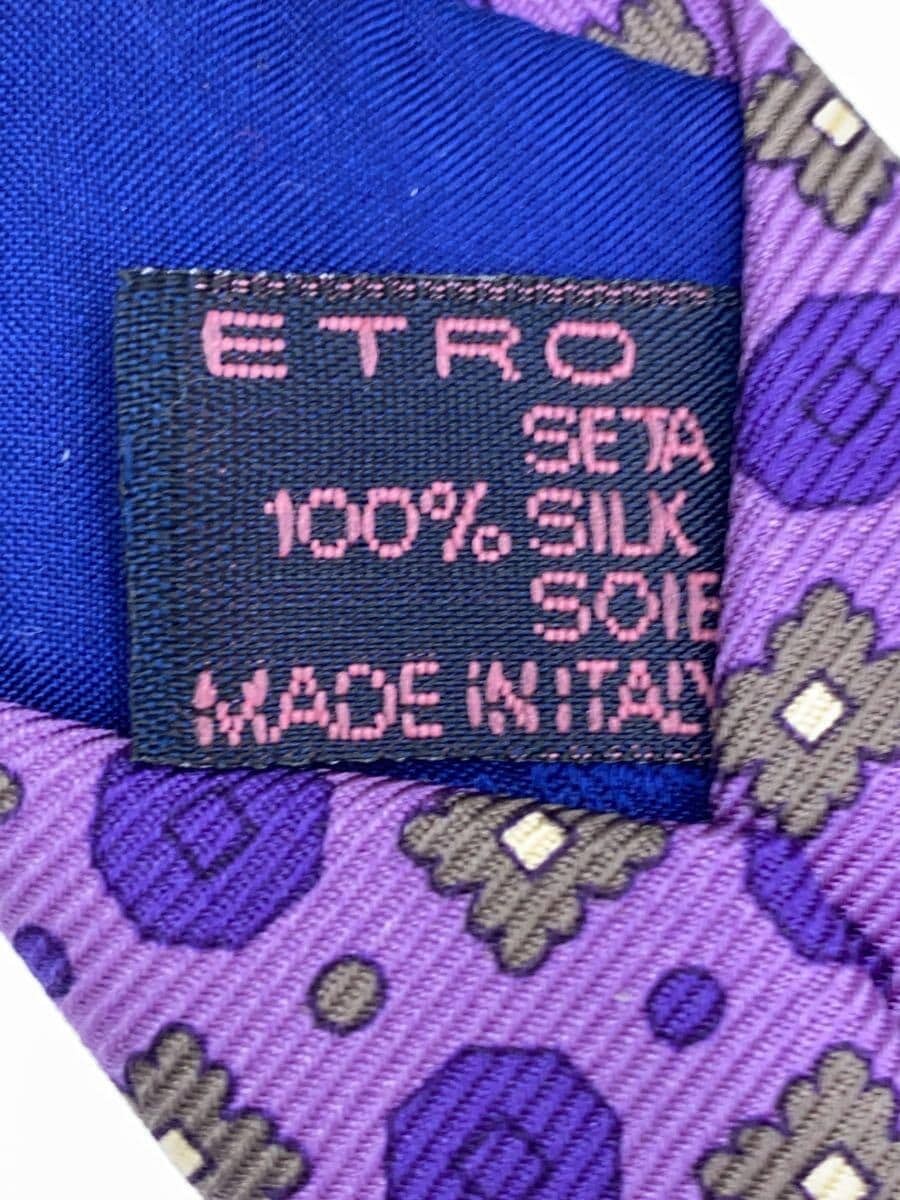 ETRO
SETA
100% SILK
SOIE
MADE IN ITALY